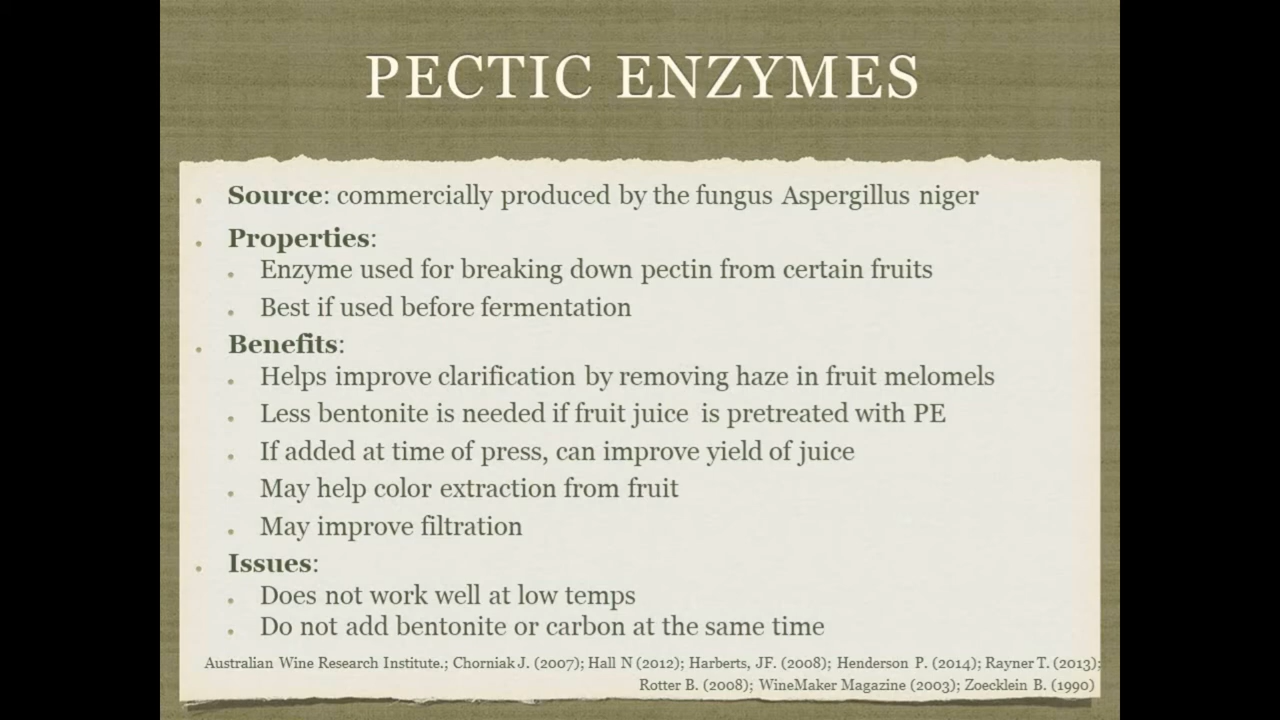 PECTIC ENZYMES
Source: commercially produced by the fungus Aspergillus niger
Properties:
Enzyme used for breaking down pectin from certain fruits
Best if used before fermentation
Benefits:
Helps improve clarification by removing haze in fruit melomels
Less bentonite is needed if fruit juice  is pretreated with PE
If added at time of press, can improve yield of juice
May help color extraction from fruit
May improve filtration
Issues:
Does not work well at low temps
Do not add bentonite or carbon at the same time
Australian Wine Research Institute.; Chorniak J. (2007); Hall N (2012); Harberts, JF. (2008); Henderson P. (2014); Rayner T. (2013);
Rotter B. (2008); WineMaker Magazine (2003); Zoecklein B. (1990)